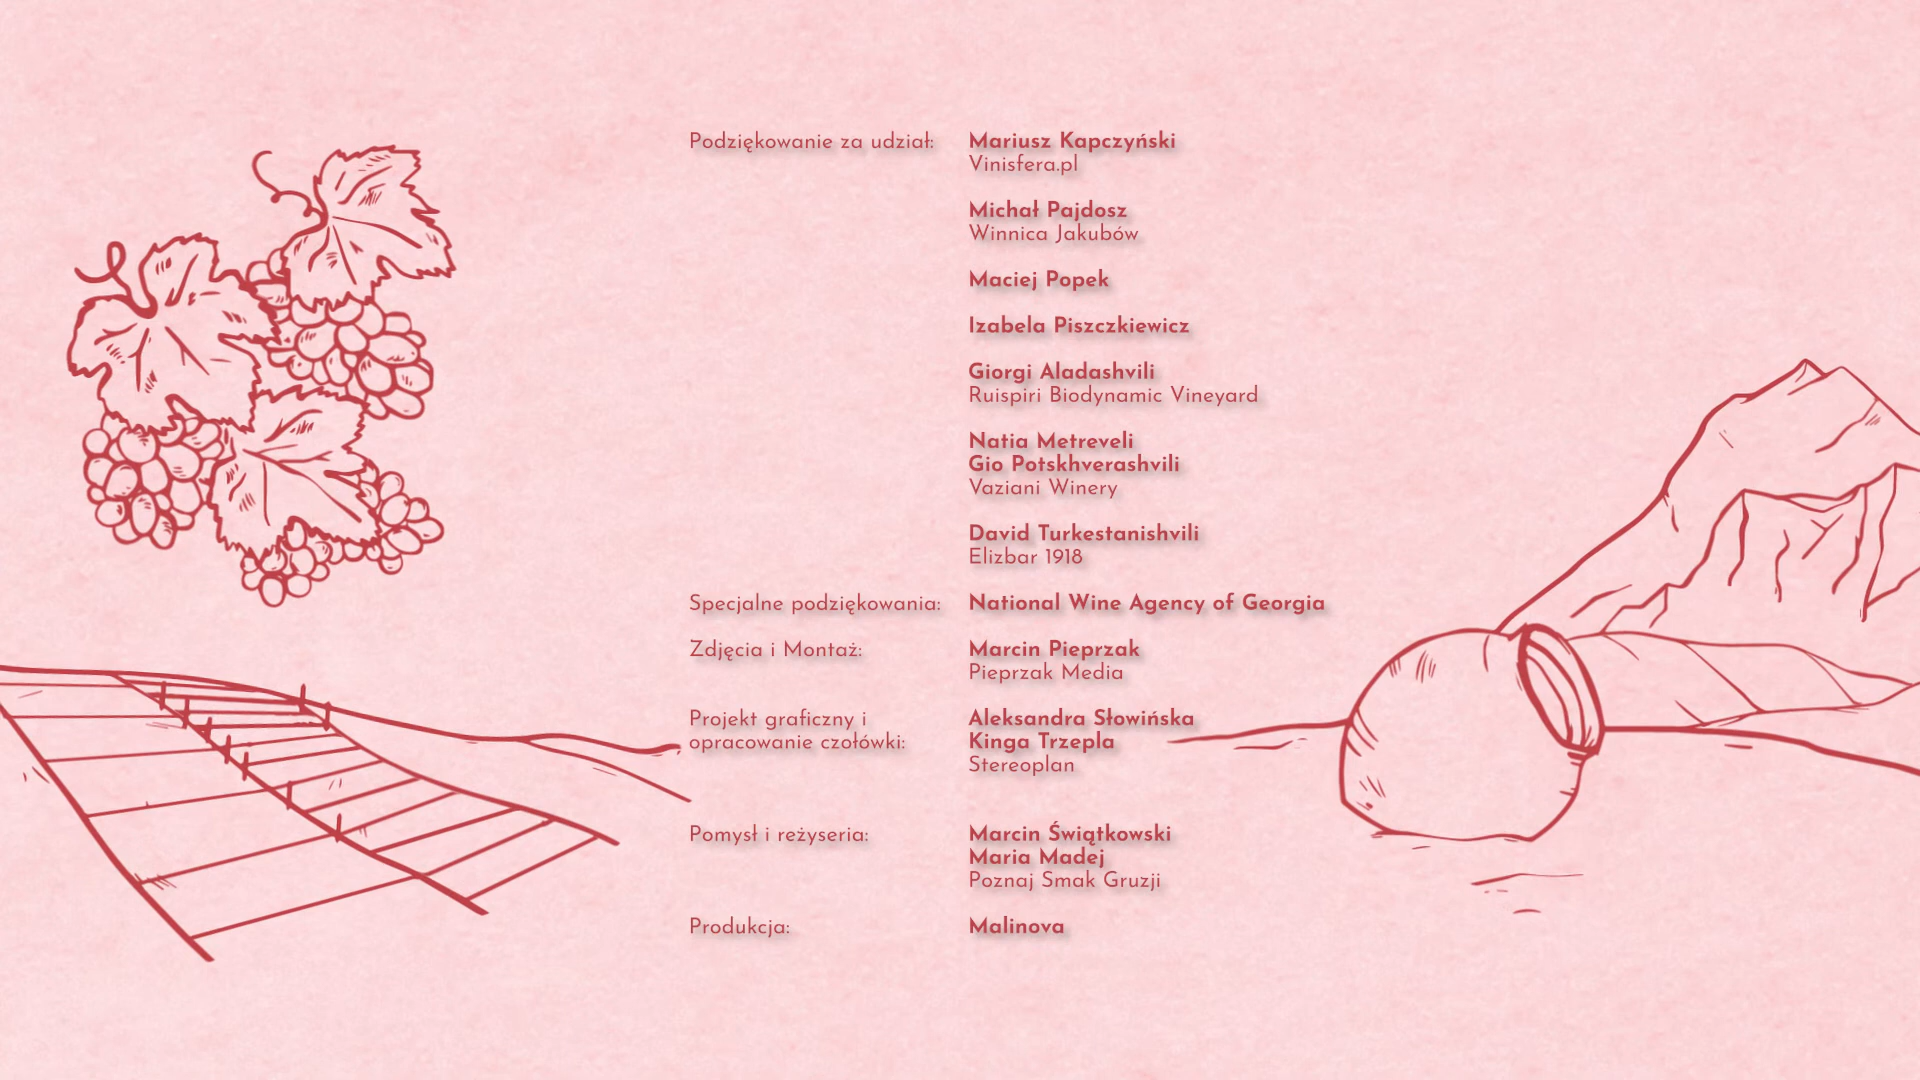 Podziękowanie za udział: Mariusz Kapczyński
Vinisfera.pl
Michał Pajdosz
Winnica Jakubów
Maciej Popek
Izabela Piszczkiewicz
Giorgi Aladashvili
Ruispiri Biodynamic Vineyard
Natia Metreveli
Gio Potskhverashvili
Vaziani Winery
David Turkestanishvili
Elizbar 1918
Specjalne podziękowania: National Wine Agency of Georgia
Zdjęcia i Montaż: Marcin Pieprzak
Pieprzak Media
Projekt graficzny i Aleksandra Słowińska
opracowanie czołówki: Kinga Trzepla
Stereoplan
Pomysł i reżyseria: Marcin Świątkowski
Maria Madej
Poznaj Smak Gruzji
Produkcja: Malinova